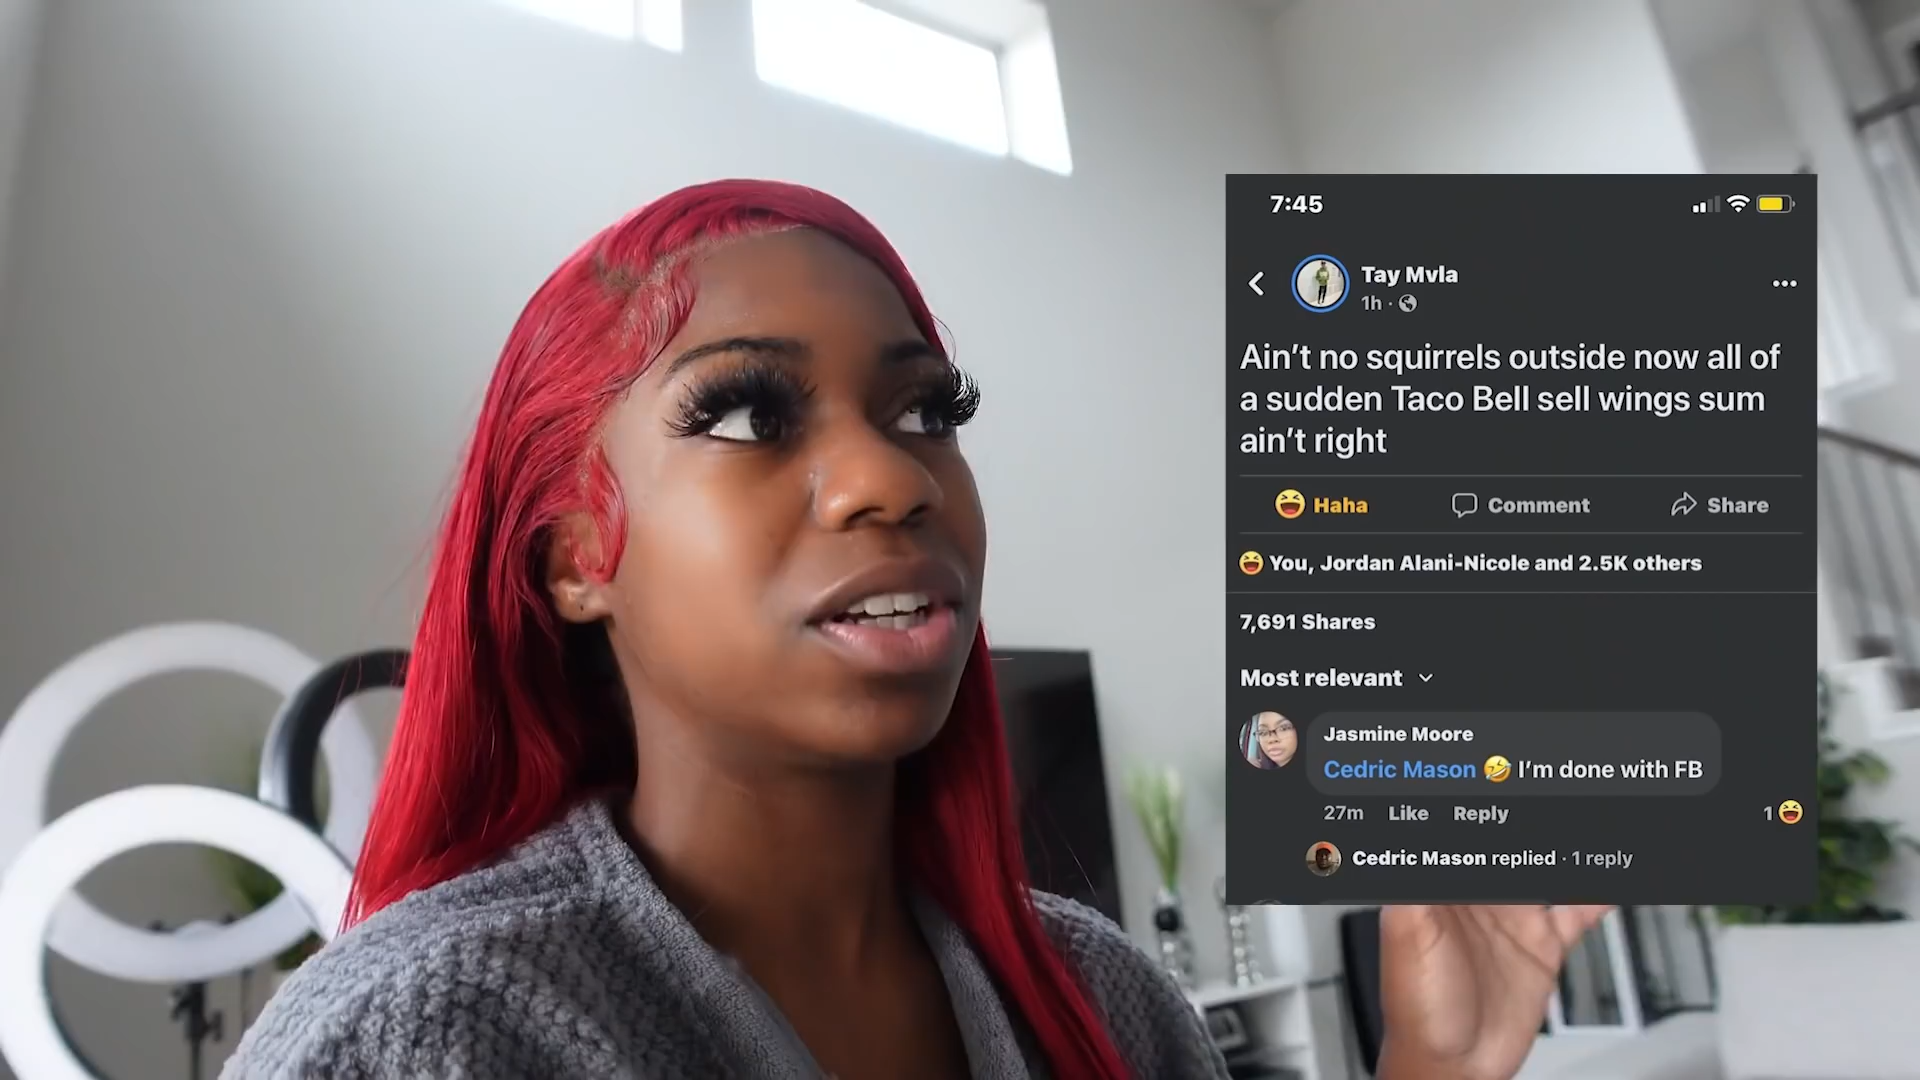 7:45
Tay Mvla
1h ·
Ain't no squirrels outside now all of
a sudden Taco Bell sell wings sum
ain't right
Haha
Comment
Share
You, Jordan Alani-Nicole and 2.5K others
7,691 Shares
Most relevant
Jasmine Moore
Cedric Mason 🤣 I'm done with FB
27m Like Reply
1
Cedric Mason replied · 1 reply